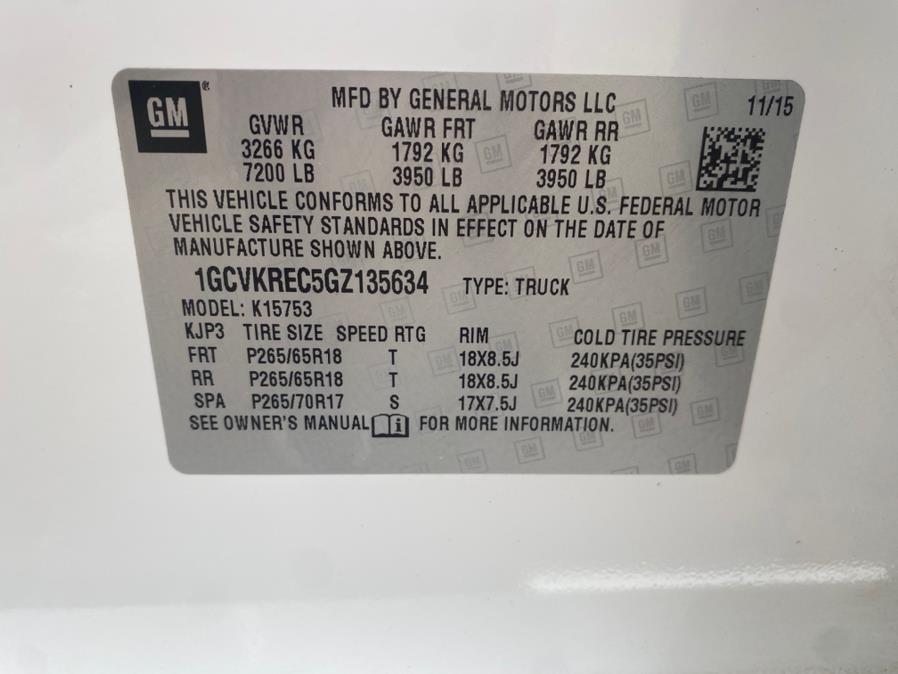 GM®
MFD BY GENERAL MOTORS LLC 11/15
GVWR GAWR FRT GAWR RR
3266 KG 1792 KG 1792 KG
7200 LB 3950 LB 3950 LB
THIS VEHICLE CONFORMS TO ALL APPLICABLE U.S. FEDERAL MOTOR
VEHICLE SAFETY STANDARDS IN EFFECT ON THE DATE OF
MANUFACTURE SHOWN ABOVE.
1GCVKREC5GZ135634 TYPE: TRUCK
MODEL: K15753
KJP3 TIRE SIZE SPEED RTG RIM COLD TIRE PRESSURE
FRT P265/65R18 T 18X8.5J 240KPA(35PSI)
RR P265/65R18 T 18X8.5J 240KPA(35PSI)
SPA P265/70R17 S 17X7.5J 240KPA(35PSI)
SEE OWNER'S MANUAL i FOR MORE INFORMATION.